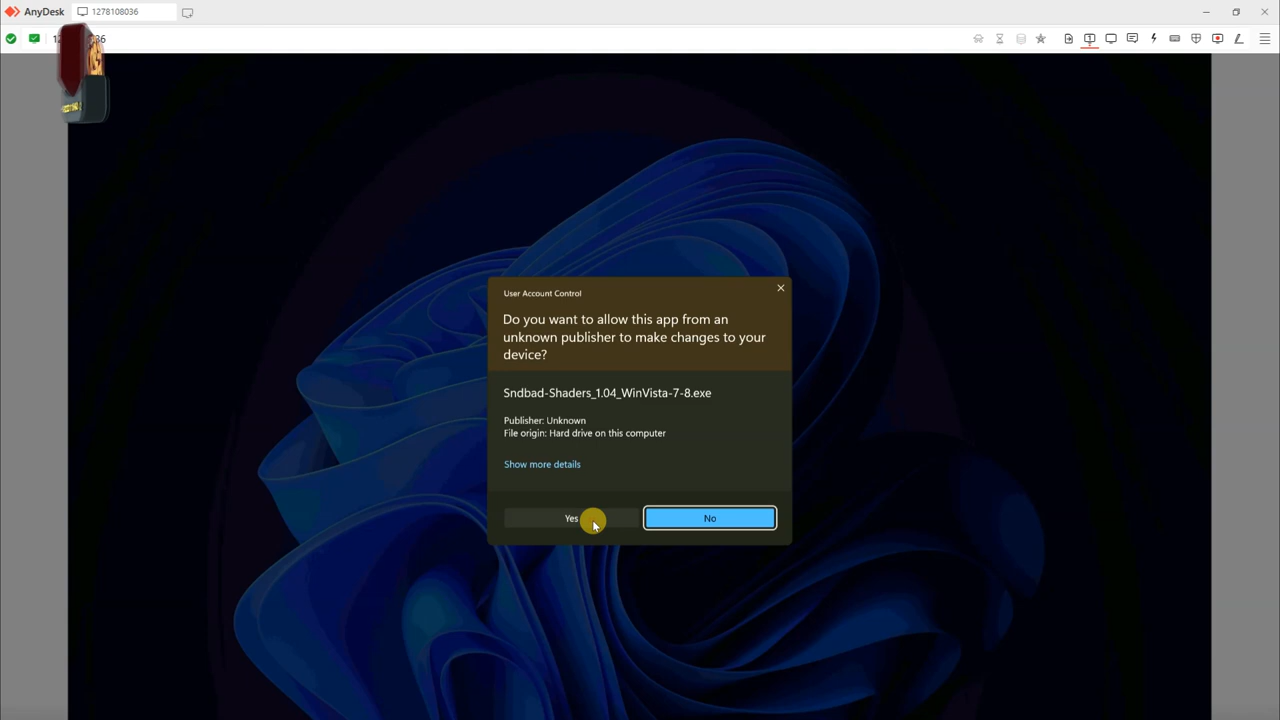 AnyDesk
1278108036
User Account Control
Do you want to allow this app from an
unknown publisher to make changes to your
device?
Sndbad-Shaders_1.04_WinVista-7-8.exe
Publisher: Unknown
File origin: Hard drive on this computer
Show more details
Yes
No